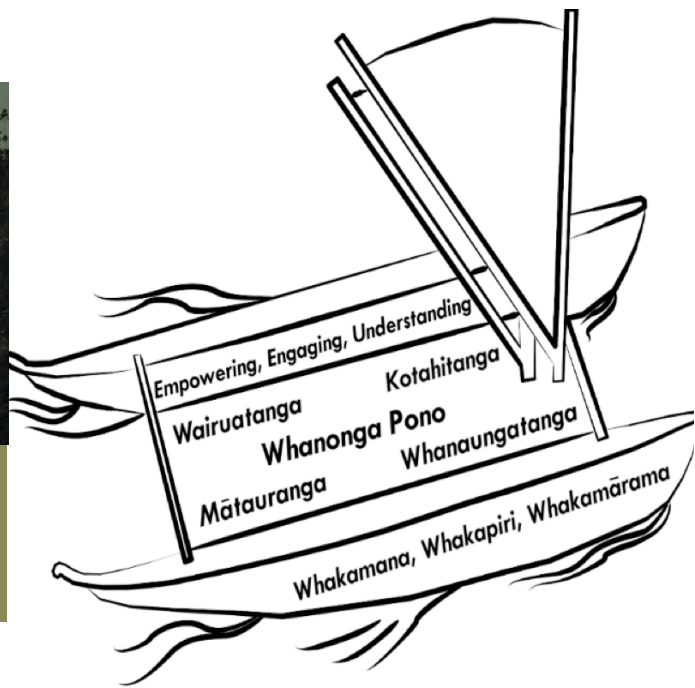 Empowering, Engaging, Understanding
Wairuatanga
Kotahitanga
Whanonga Pono
Mātauranga
Whanaungatanga
Whakamana, Whakapiri, Whakamārama